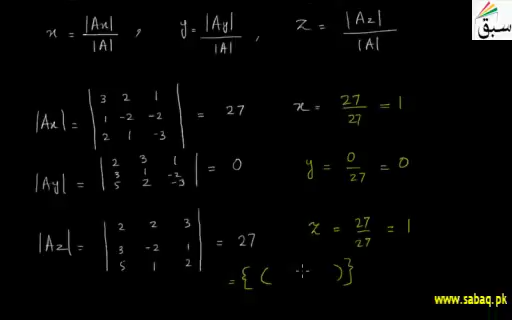 x = |Ax| / |A| , y = |Ay| / |A| , z = |Az| / |A|
سبق
|Ax| = | 3 2 1 | = 27 x = 27/27 = 1
| 1 -2 -2 |
| 2 1 -3 |
|Ay| = | 2 3 1 | = 0 y = 0/27 = 0
| 3 1 -2 |
| 5 2 -3 |
|Az| = | 2 2 3 | = 27 z = 27/27 = 1
| 3 -2 1 |
| 5 1 2 |
= { ( ) }
www.sabaq.pk